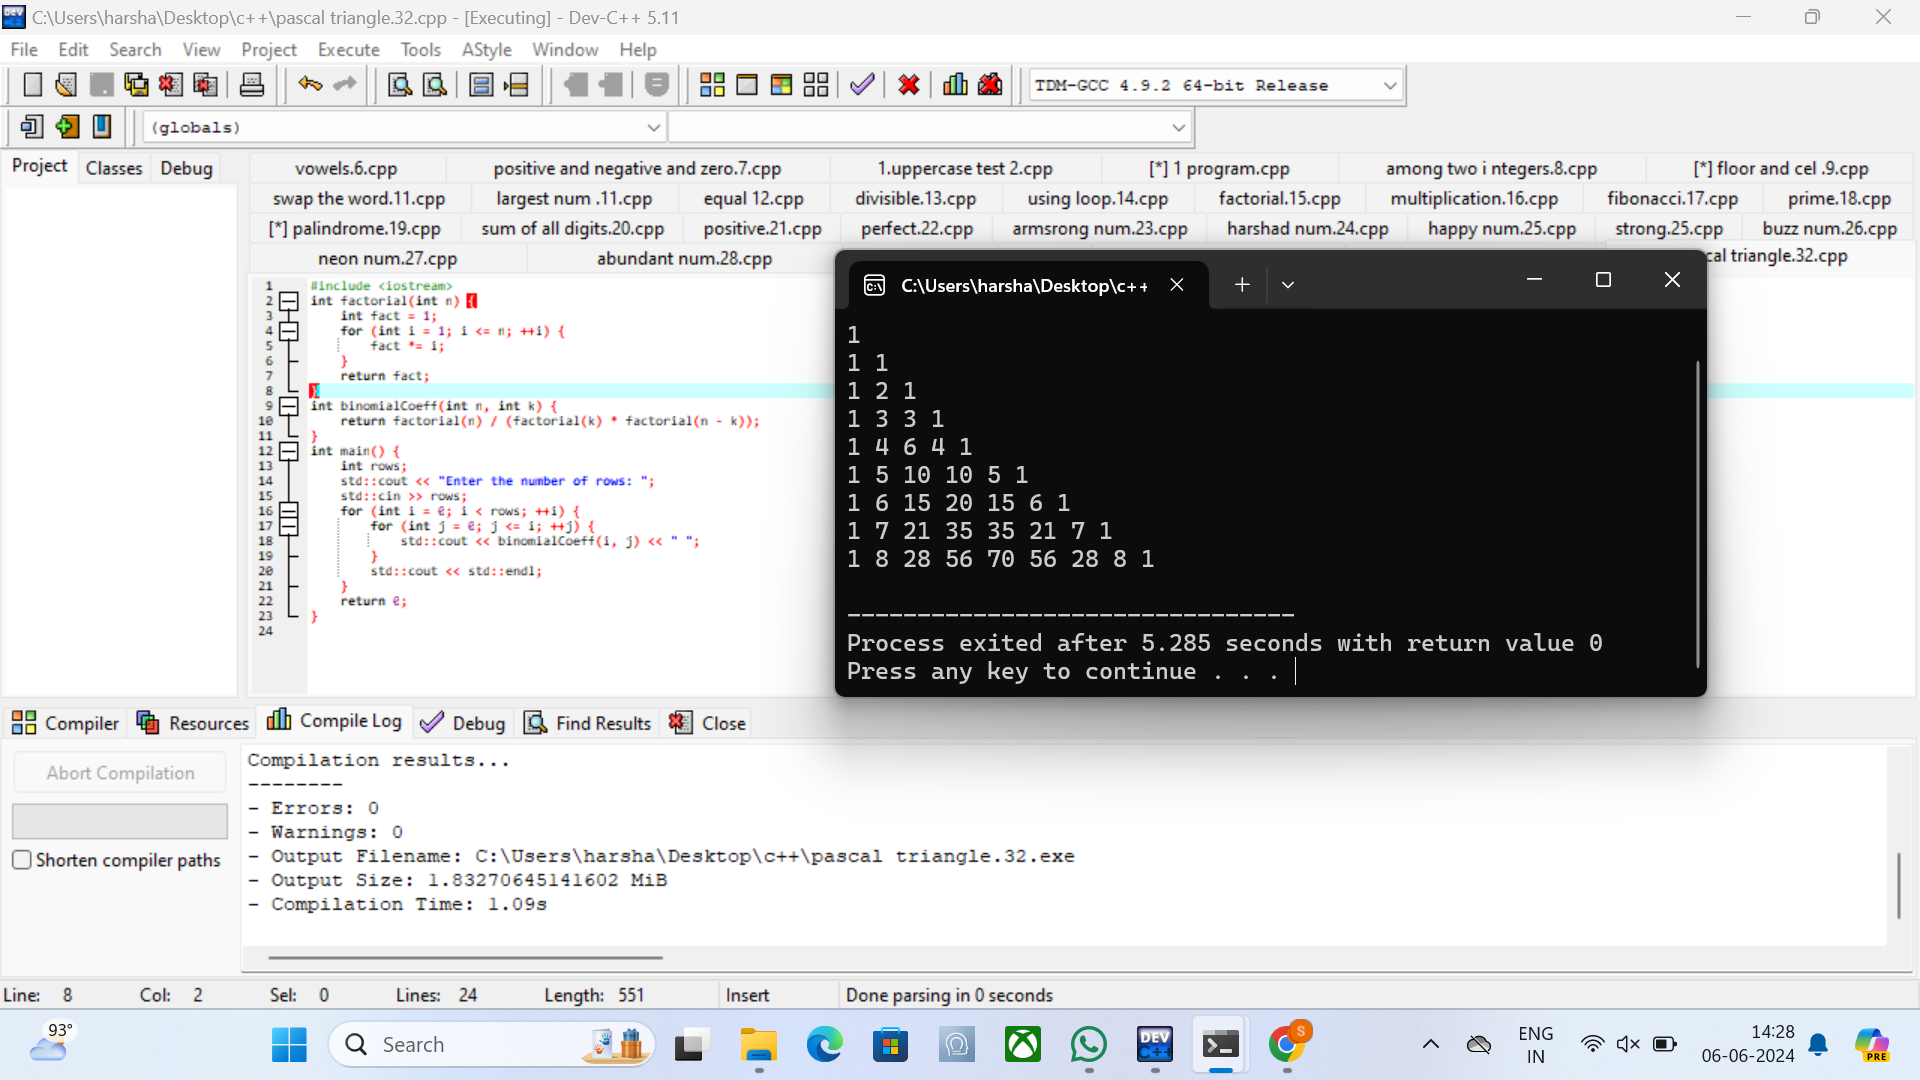 C:\Users\harsha\Desktop\c++\pascal triangle.32.cpp - [Executing] - Dev-C++ 5.11
File Edit Search View Project Execute Tools AStyle Window Help
TDM-GCC 4.9.2 64-bit Release
(globals)
Project Classes Debug
vowels.6.cpp positive and negative and zero.7.cpp 1.uppercase test 2.cpp [*] 1 program.cpp among two i ntegers.8.cpp [*] floor and cel .9.cpp
swap the word.11.cpp largest num .11.cpp equal 12.cpp divisible.13.cpp using loop.14.cpp factorial.15.cpp multiplication.16.cpp fibonacci.17.cpp prime.18.cpp
[*] palindrome.19.cpp sum of all digits.20.cpp positive.21.cpp perfect.22.cpp armsrong num.23.cpp harshad num.24.cpp happy num.25.cpp strong.25.cpp buzz num.26.cpp
neon num.27.cpp abundant num.28.cpp cal triangle.32.cpp
1 #include <iostream>
2 int factorial(int n) {
3 int fact = 1;
4 for (int i = 1; i <= n; ++i) {
5 fact *= i;
6 }
7 return fact;
8 }
9 int binomialCoeff(int n, int k) {
10 return factorial(n) / (factorial(k) * factorial(n - k));
11 }
12 int main() {
13 int rows;
14 std::cout << "Enter the number of rows: ";
15 std::cin >> rows;
16 for (int i = 0; i < rows; ++i) {
17 for (int j = 0; j <= i; ++j) {
18 std::cout << binomialCoeff(i, j) << " ";
19 }
20 std::cout << std::endl;
21 }
22 return 0;
23 }
24
C:\Users\harsha\Desktop\c++
1
1 1
1 2 1
1 3 3 1
1 4 6 4 1
1 5 10 10 5 1
1 6 15 20 15 6 1
1 7 21 35 35 21 7 1
1 8 28 56 70 56 28 8 1
--------------------------------
Process exited after 5.285 seconds with return value 0
Press any key to continue . . .
Compiler Resources Compile Log Debug Find Results Close
Abort Compilation
Shorten compiler paths
Compilation results...
--------
- Errors: 0
- Warnings: 0
- Output Filename: C:\Users\harsha\Desktop\c++\pascal triangle.32.exe
- Output Size: 1.83270645141602 MiB
- Compilation Time: 1.09s
Line: 8 Col: 2 Sel: 0 Lines: 24 Length: 551 Insert Done parsing in 0 seconds
93°
Search
DEV C++
S
ENG
IN
14:28
06-06-2024
PRE